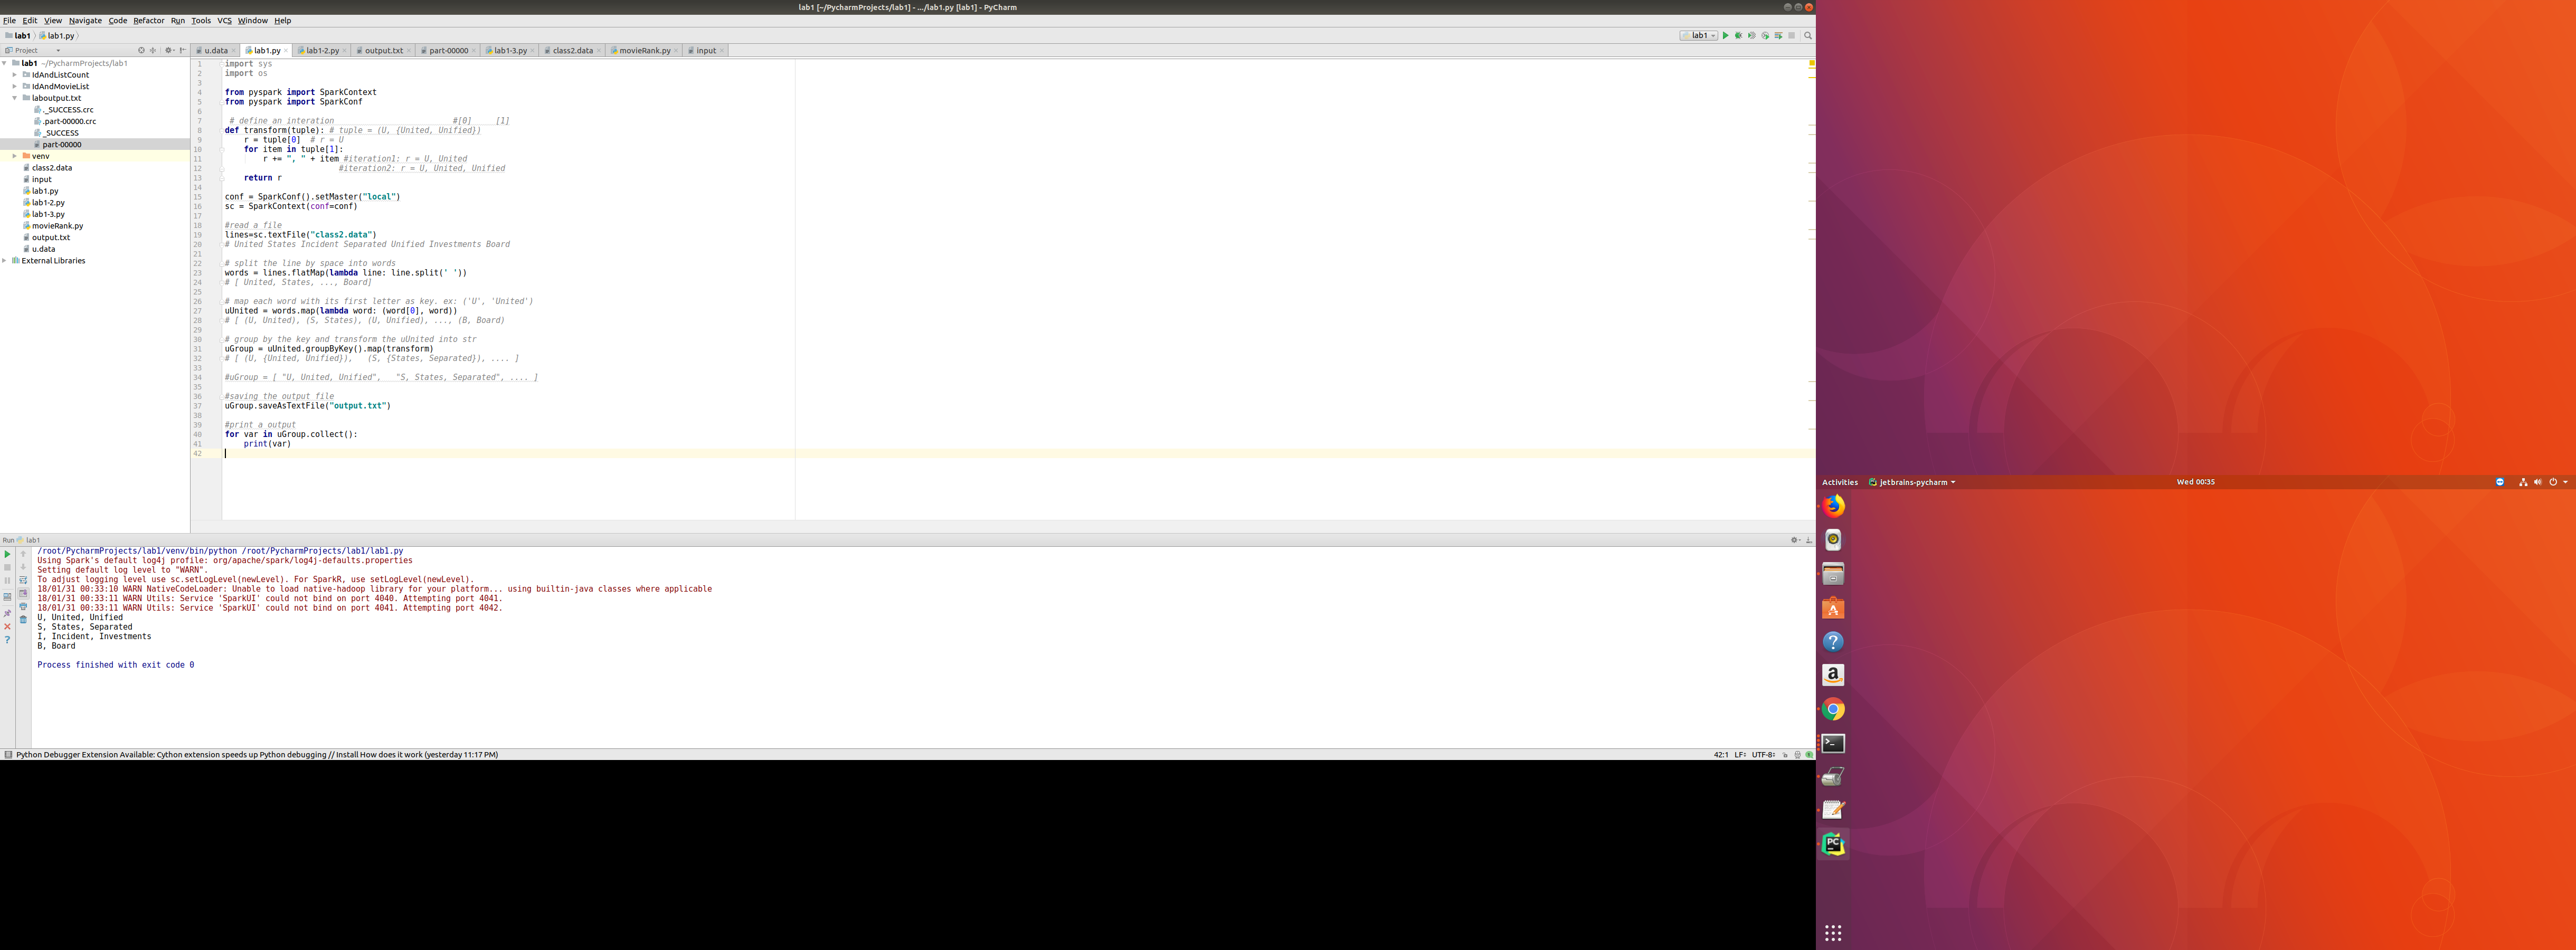 lab1 [~/PycharmProjects/lab1] - .../lab1.py [lab1] - PyCharm
File Edit View Navigate Code Refactor Run Tools VCS Window Help
lab1 lab1.py
lab1
Project
u.data lab1.py lab1-2.py output.txt part-00000 lab1-3.py class2.data movieRank.py input
lab1 ~/PycharmProjects/lab1
IdAndListCount
IdAndMovieList
laboutput.txt
._SUCCESS.crc
.part-00000.crc
_SUCCESS
part-00000
venv
class2.data
input
lab1.py
lab1-2.py
lab1-3.py
movieRank.py
output.txt
u.data
External Libraries
1 import sys
2 import os
3
4 from pyspark import SparkContext
5 from pyspark import SparkConf
6
7 # define an interation #[0] [1]
8 def transform(tuple): # tuple = (U, {United, Unified})
9 r = tuple[0] # r = U
10 for item in tuple[1]:
11 r += ", " + item #iteration1: r = U, United
12 #iteration2: r = U, United, Unified
13 return r
14
15 conf = SparkConf().setMaster("local")
16 sc = SparkContext(conf=conf)
17
18 #read a file
19 lines=sc.textFile("class2.data")
20 # United States Incident Separated Unified Investments Board
21
22 # split the line by space into words
23 words = lines.flatMap(lambda line: line.split(' '))
24 # [ United, States, ..., Board]
25
26 # map each word with its first letter as key. ex: ('U', 'United')
27 uUnited = words.map(lambda word: (word[0], word))
28 # [ (U, United), (S, States), (U, Unified), ..., (B, Board)
29
30 # group by the key and transform the uUnited into str
31 uGroup = uUnited.groupByKey().map(transform)
32 # [ (U, {United, Unified}), (S, {States, Separated}), .... ]
33
34 #uGroup = [ "U, United, Unified", "S, States, Separated", .... ]
35
36 #saving the output file
37 uGroup.saveAsTextFile("output.txt")
38
39 #print a output
40 for var in uGroup.collect():
41 print(var)
42
Run lab1
/root/PycharmProjects/lab1/venv/bin/python /root/PycharmProjects/lab1/lab1.py
Using Spark's default log4j profile: org/apache/spark/log4j-defaults.properties
Setting default log level to "WARN".
To adjust logging level use sc.setLogLevel(newLevel). For SparkR, use setLogLevel(newLevel).
18/01/31 00:33:10 WARN NativeCodeLoader: Unable to load native-hadoop library for your platform... using builtin-java classes where applicable
18/01/31 00:33:11 WARN Utils: Service 'SparkUI' could not bind on port 4040. Attempting port 4041.
18/01/31 00:33:11 WARN Utils: Service 'SparkUI' could not bind on port 4041. Attempting port 4042.
U, United, Unified
S, States, Separated
I, Incident, Investments
B, Board
Process finished with exit code 0
Python Debugger Extension Available: Cython extension speeds up Python debugging // Install How does it work (yesterday 11:17 PM)
42:1 LF: UTF-8:
Activities jetbrains-pycharm Wed 00:35
PC